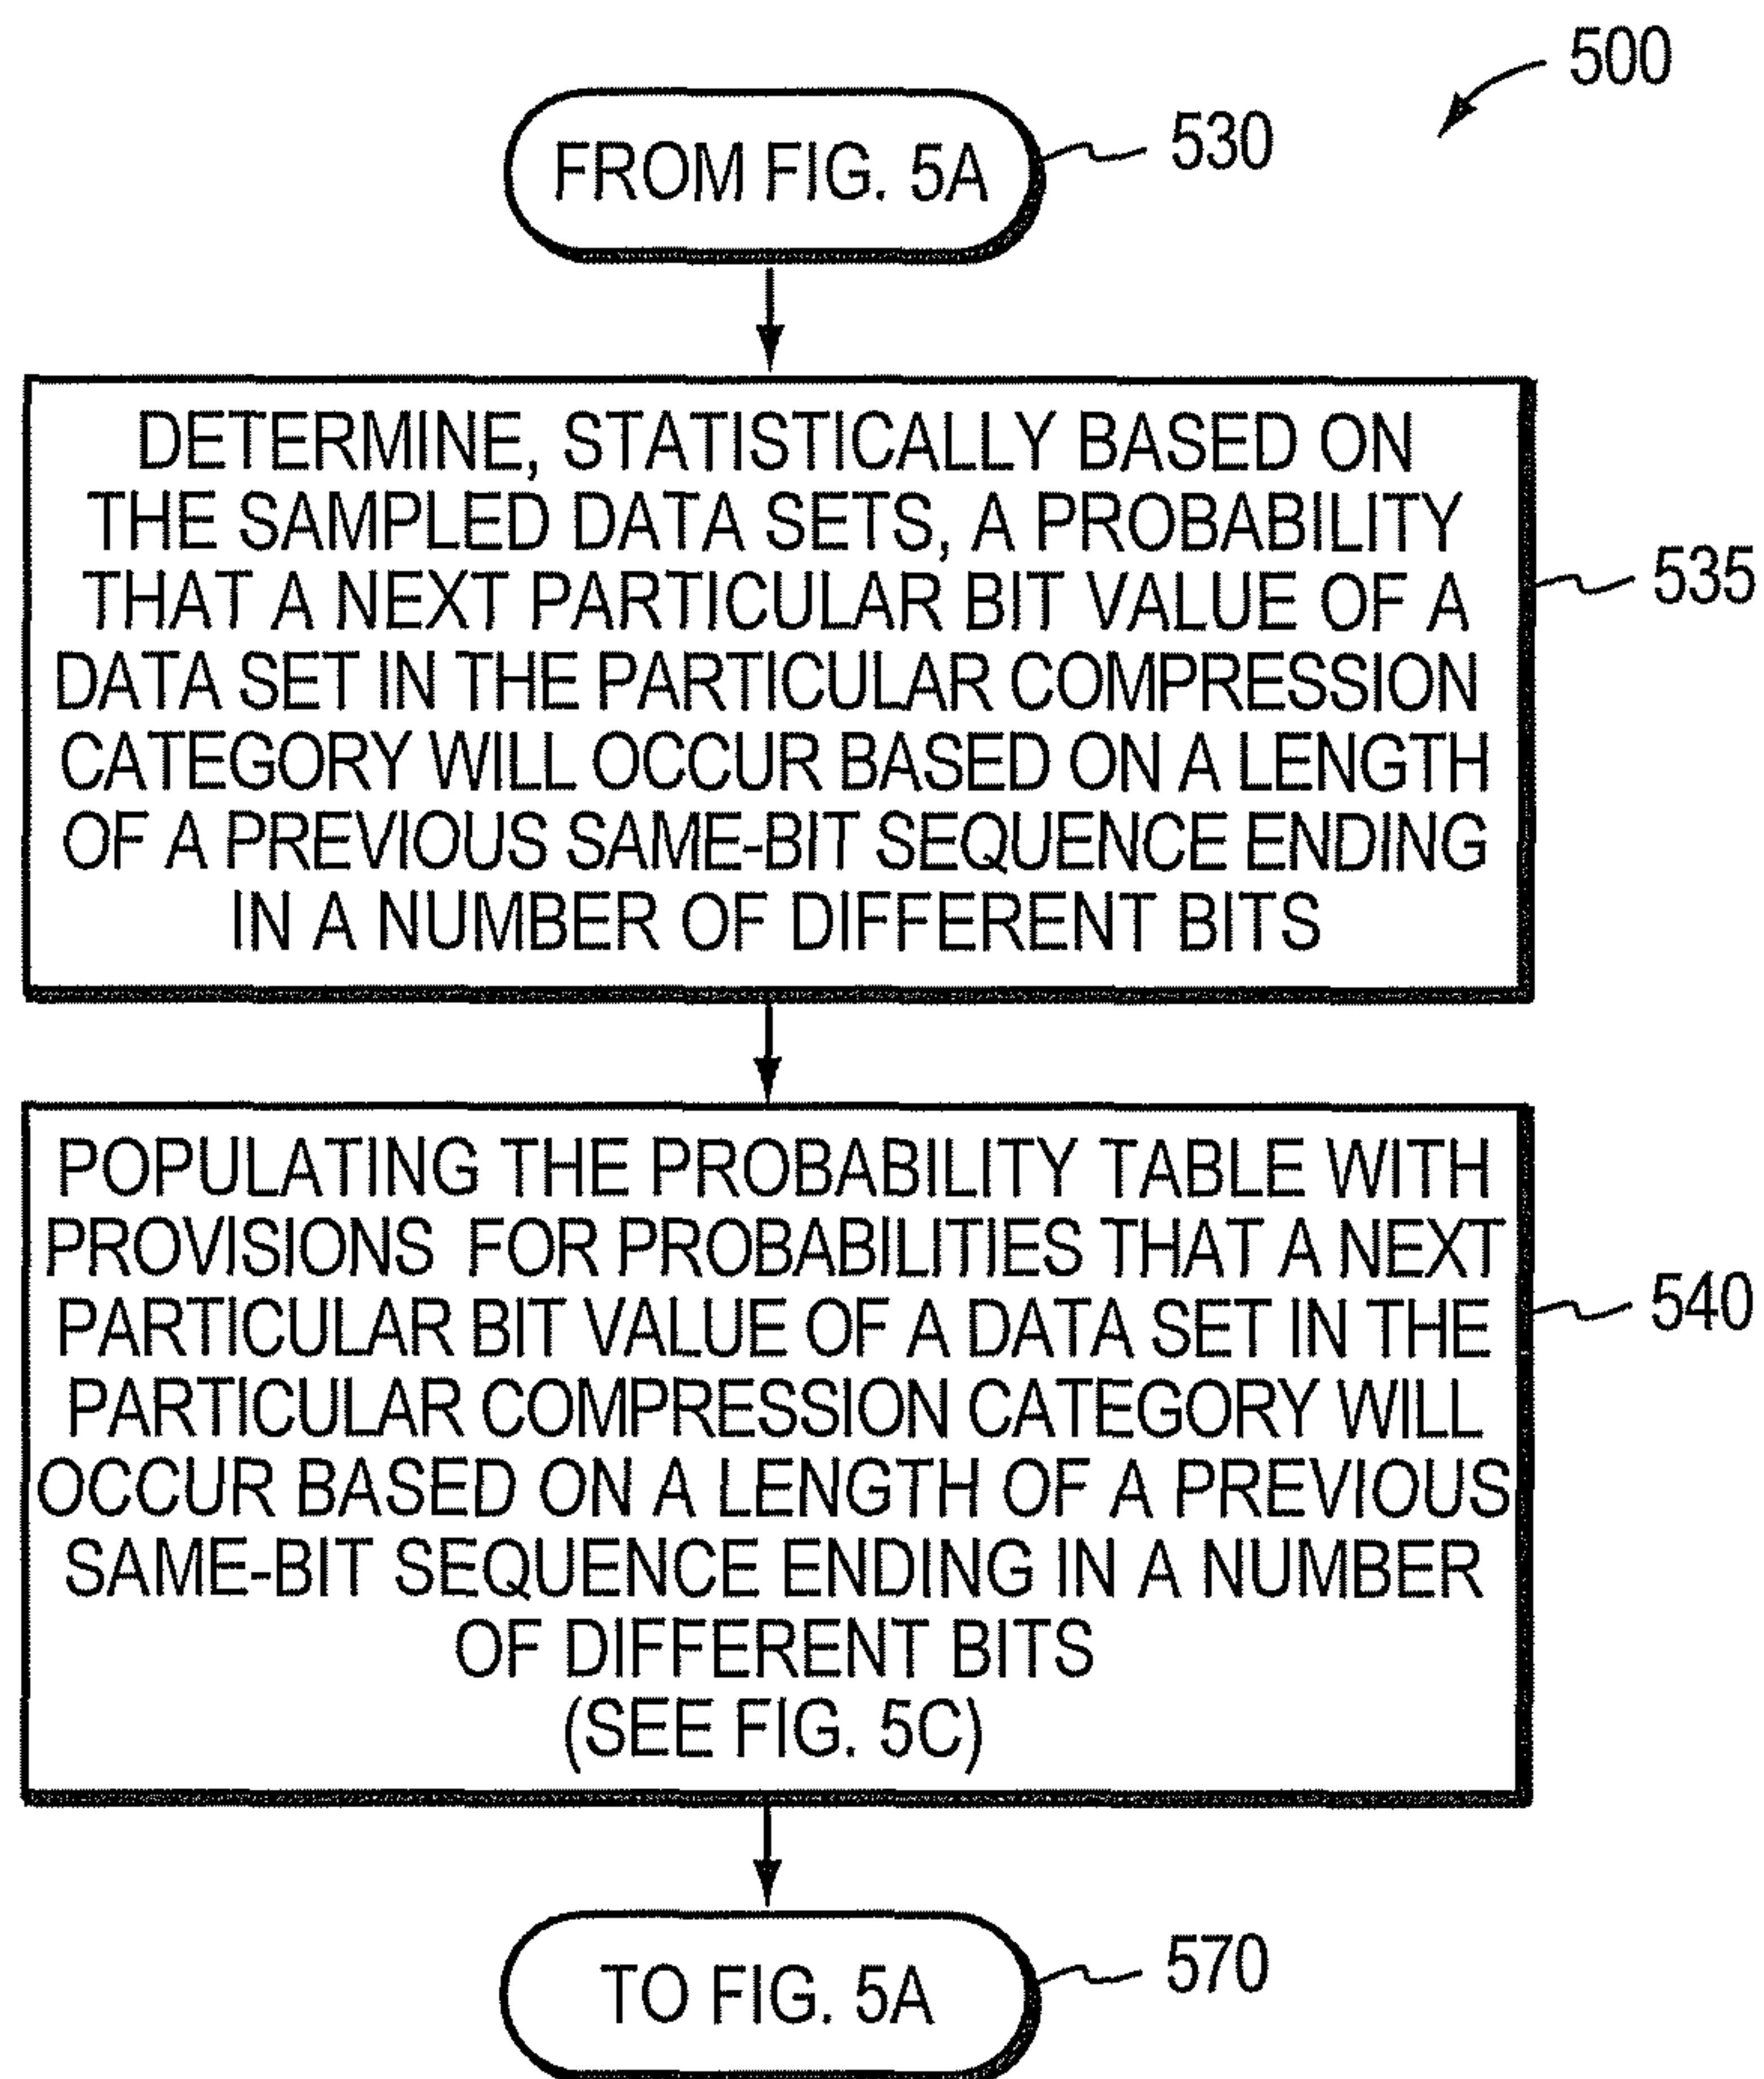 500
FROM FIG. 5A
530
DETERMINE, STATISTICALLY BASED ON
THE SAMPLED DATA SETS, A PROBABILITY
THAT A NEXT PARTICULAR BIT VALUE OF A
DATA SET IN THE PARTICULAR COMPRESSION
CATEGORY WILL OCCUR BASED ON A LENGTH
OF A PREVIOUS SAME-BIT SEQUENCE ENDING
IN A NUMBER OF DIFFERENT BITS
535
POPULATING THE PROBABILITY TABLE WITH
PROVISIONS FOR PROBABILITIES THAT A NEXT
PARTICULAR BIT VALUE OF A DATA SET IN THE
PARTICULAR COMPRESSION CATEGORY WILL
OCCUR BASED ON A LENGTH OF A PREVIOUS
SAME-BIT SEQUENCE ENDING IN A NUMBER
OF DIFFERENT BITS
(SEE FIG. 5C)
540
TO FIG. 5A
570